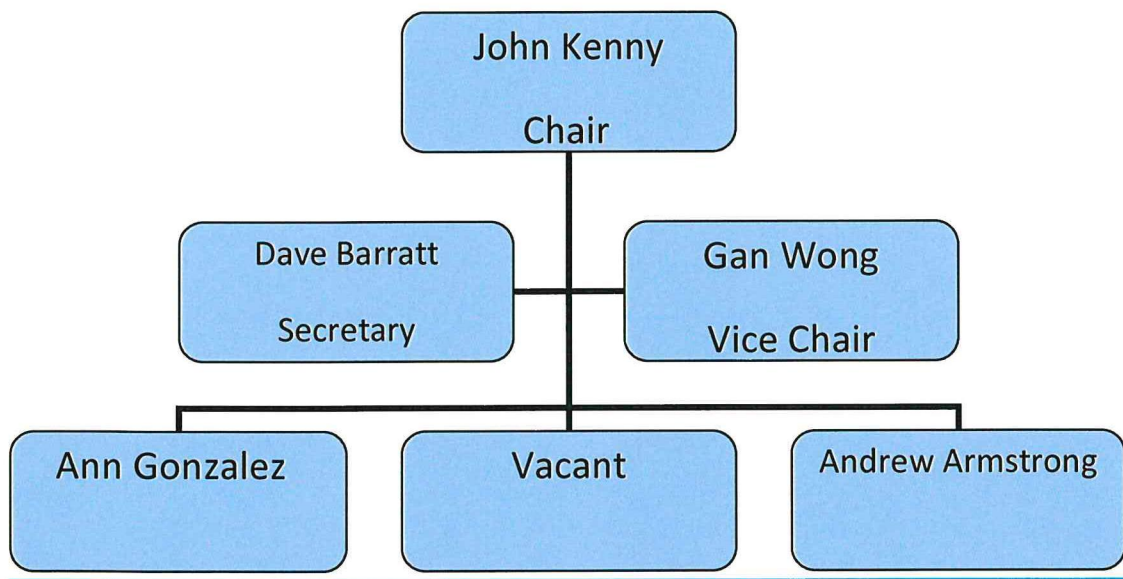 John Kenny
Chair
Dave Barratt
Secretary
Gan Wong
Vice Chair
Ann Gonzalez
Vacant
Andrew Armstrong